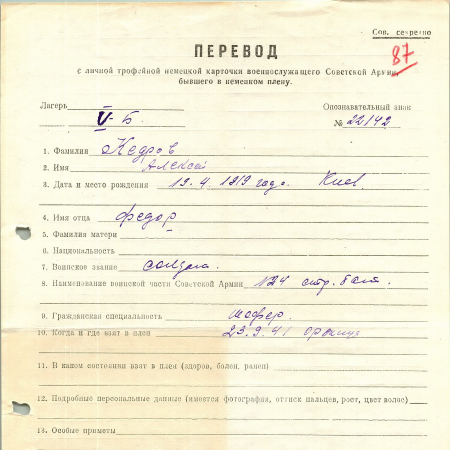 Сов. секретно
87
ПЕРЕВОД
с личной трофейной немецкой карточки военнослужащего Советской Армии,
бывшего в немецком плену.
Лагерь V-Б. Опознавательный знак
№ 22142
1. Фамилия Кедров
2. Имя Алексей
3. Дата и место рождения 19.4.1919 года. Киев
4. Имя отца Федор
5. Фамилия матери
6. Национальность
7. Воинское звание солдат.
8. Наименование воинской части Советской Армии 124 стр. бат.
9. Гражданская специальность шофер
10. Когда и где взят в плен 23.9.41
11. В каком состоянии взят в плен (здоров, болен, ранен)
12. Подробные персональные данные (имеется фотография, оттиск пальцев, рост, цвет волос)
13. Особые приметы